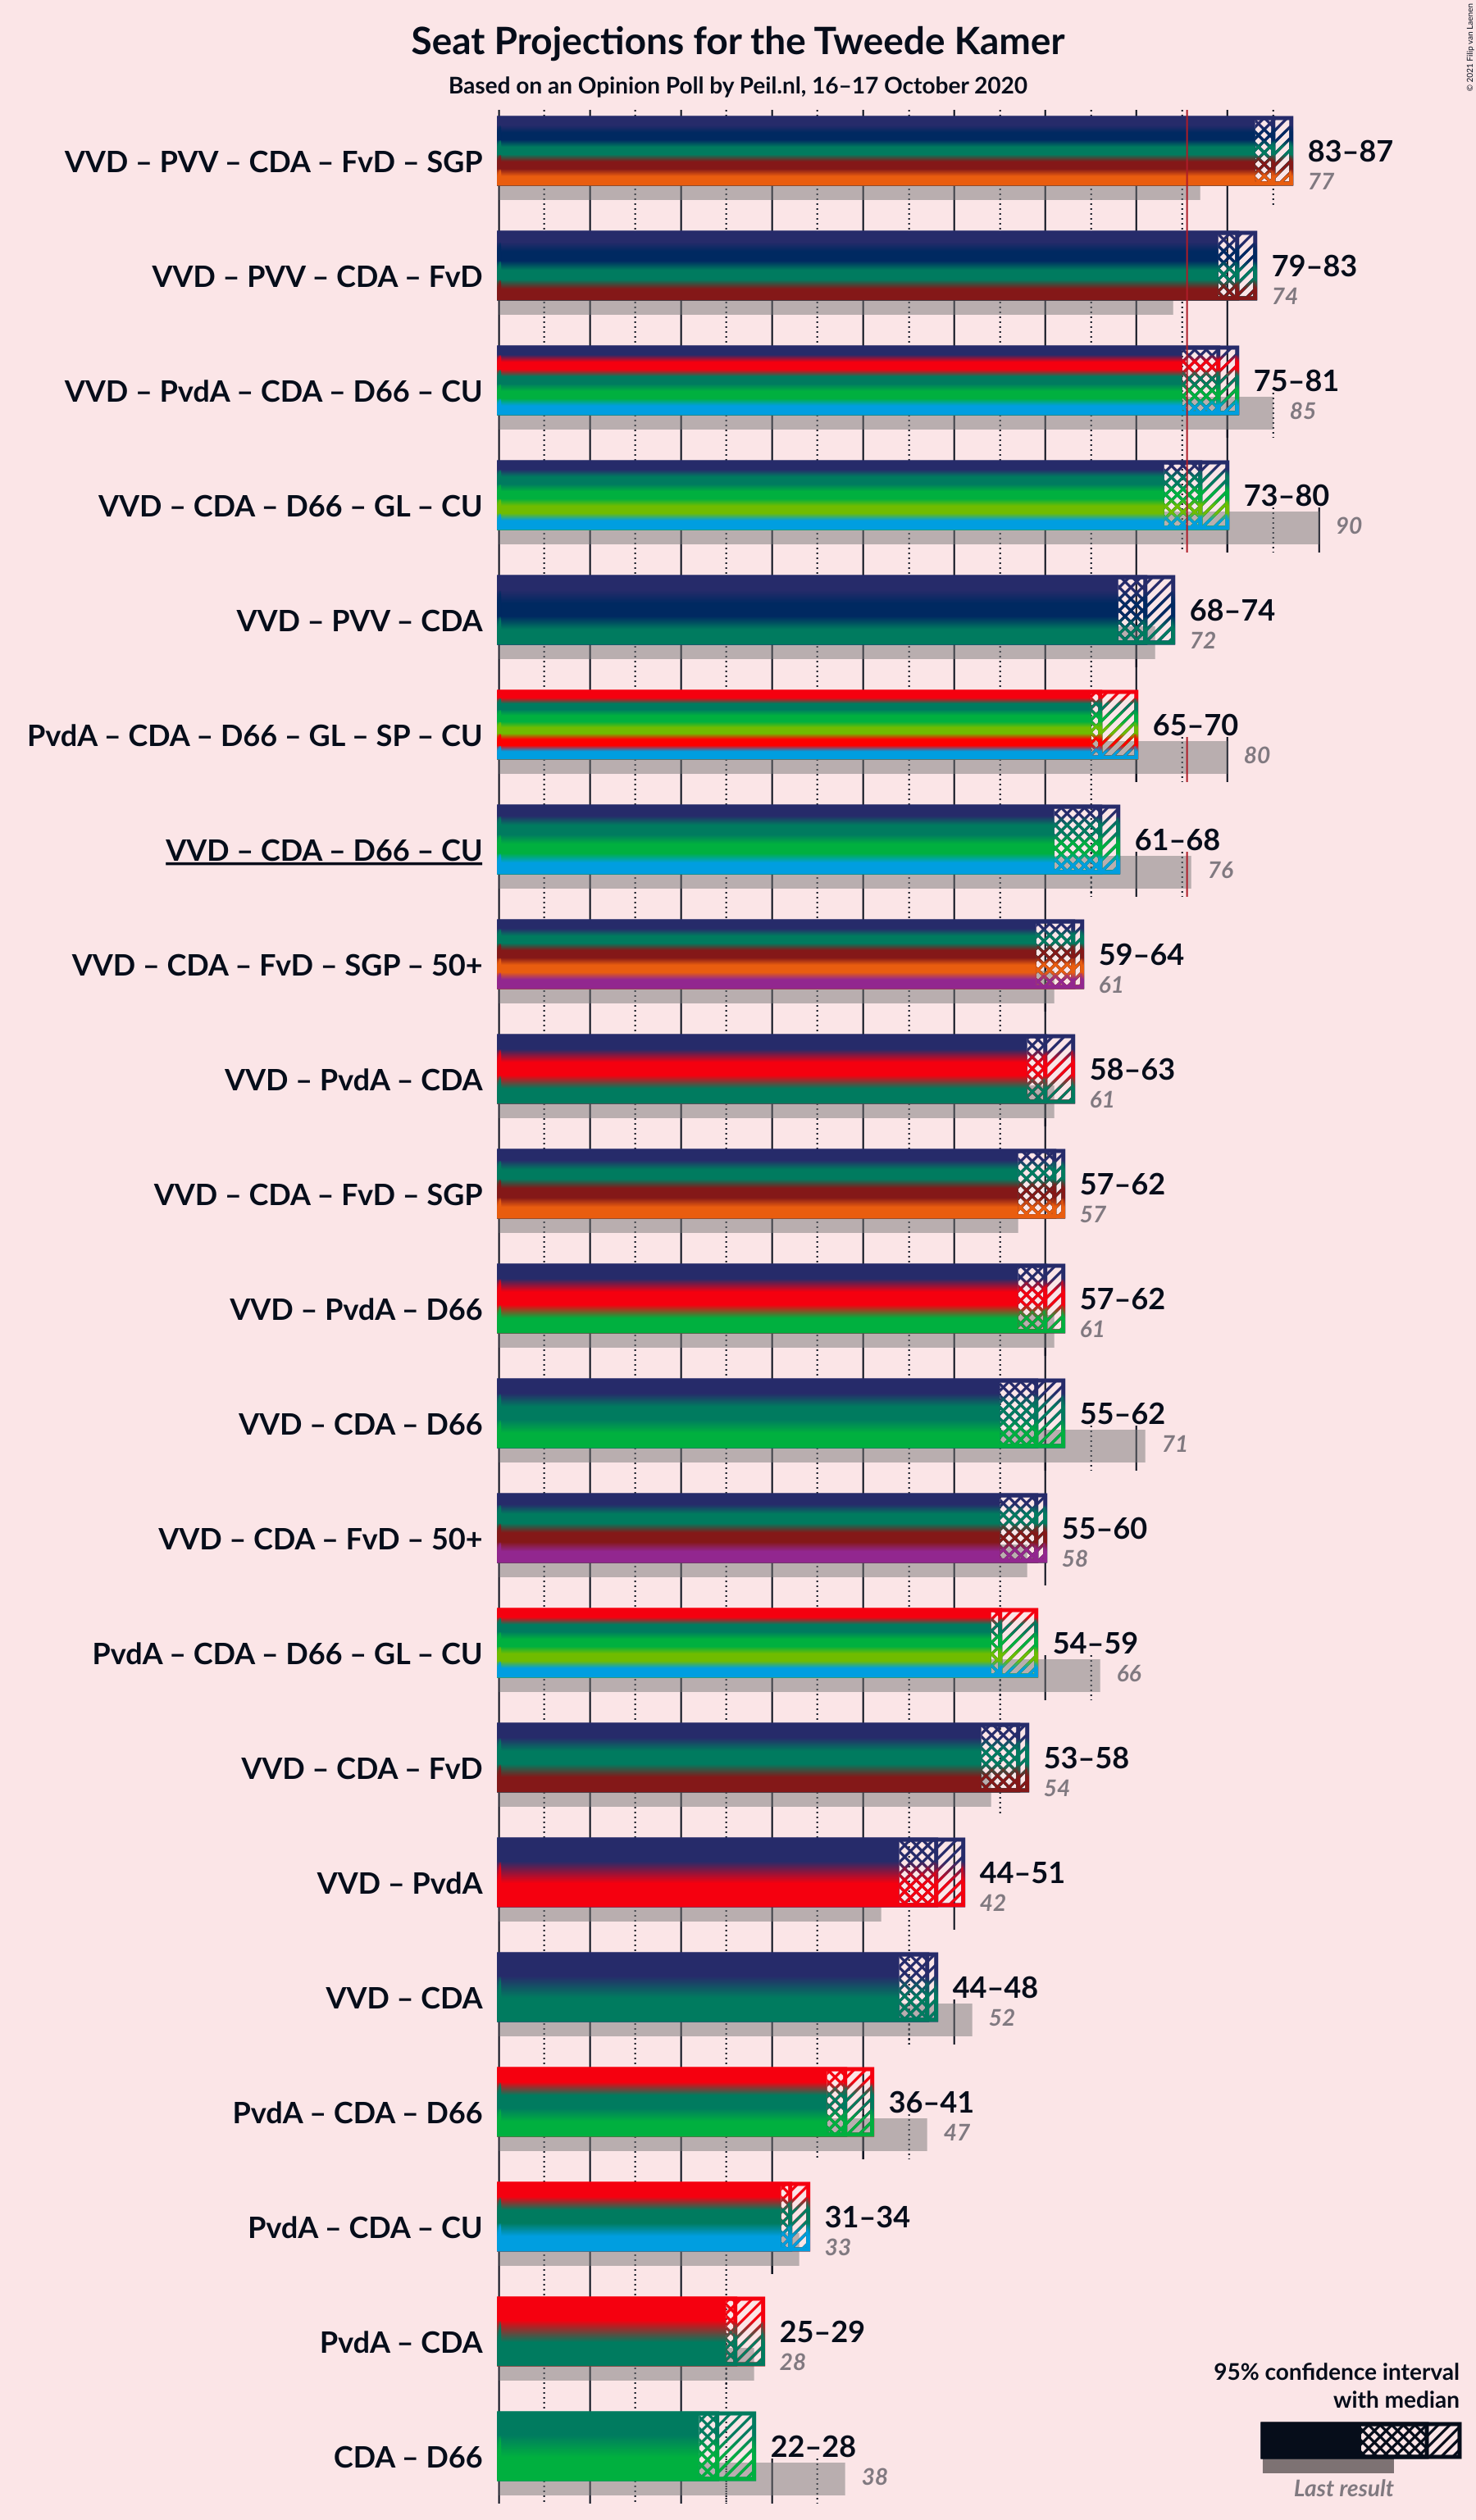 Seat Projections for the Tweede Kamer
Based on an Opinion Poll by Peil.nl, 16–17 October 2020
© 2021 Filip van Laenen
VVD – PVV – CDA – FvD – SGP
83–87
77
VVD – PVV – CDA – FvD
79–83
74
VVD – PvdA – CDA – D66 – CU
75–81
85
VVD – CDA – D66 – GL – CU
73–80
90
VVD – PVV – CDA
68–74
72
PvdA – CDA – D66 – GL – SP – CU
65–70
80
VVD – CDA – D66 – CU
61–68
76
VVD – CDA – FvD – SGP – 50+
59–64
61
VVD – PvdA – CDA
58–63
61
VVD – CDA – FvD – SGP
57–62
57
VVD – PvdA – D66
57–62
61
VVD – CDA – D66
55–62
71
VVD – CDA – FvD – 50+
55–60
58
PvdA – CDA – D66 – GL – CU
54–59
66
VVD – CDA – FvD
53–58
54
VVD – PvdA
44–51
42
VVD – CDA
44–48
52
PvdA – CDA – D66
36–41
47
PvdA – CDA – CU
31–34
33
PvdA – CDA
25–29
28
CDA – D66
22–28
38
95% confidence interval
with median
Last result